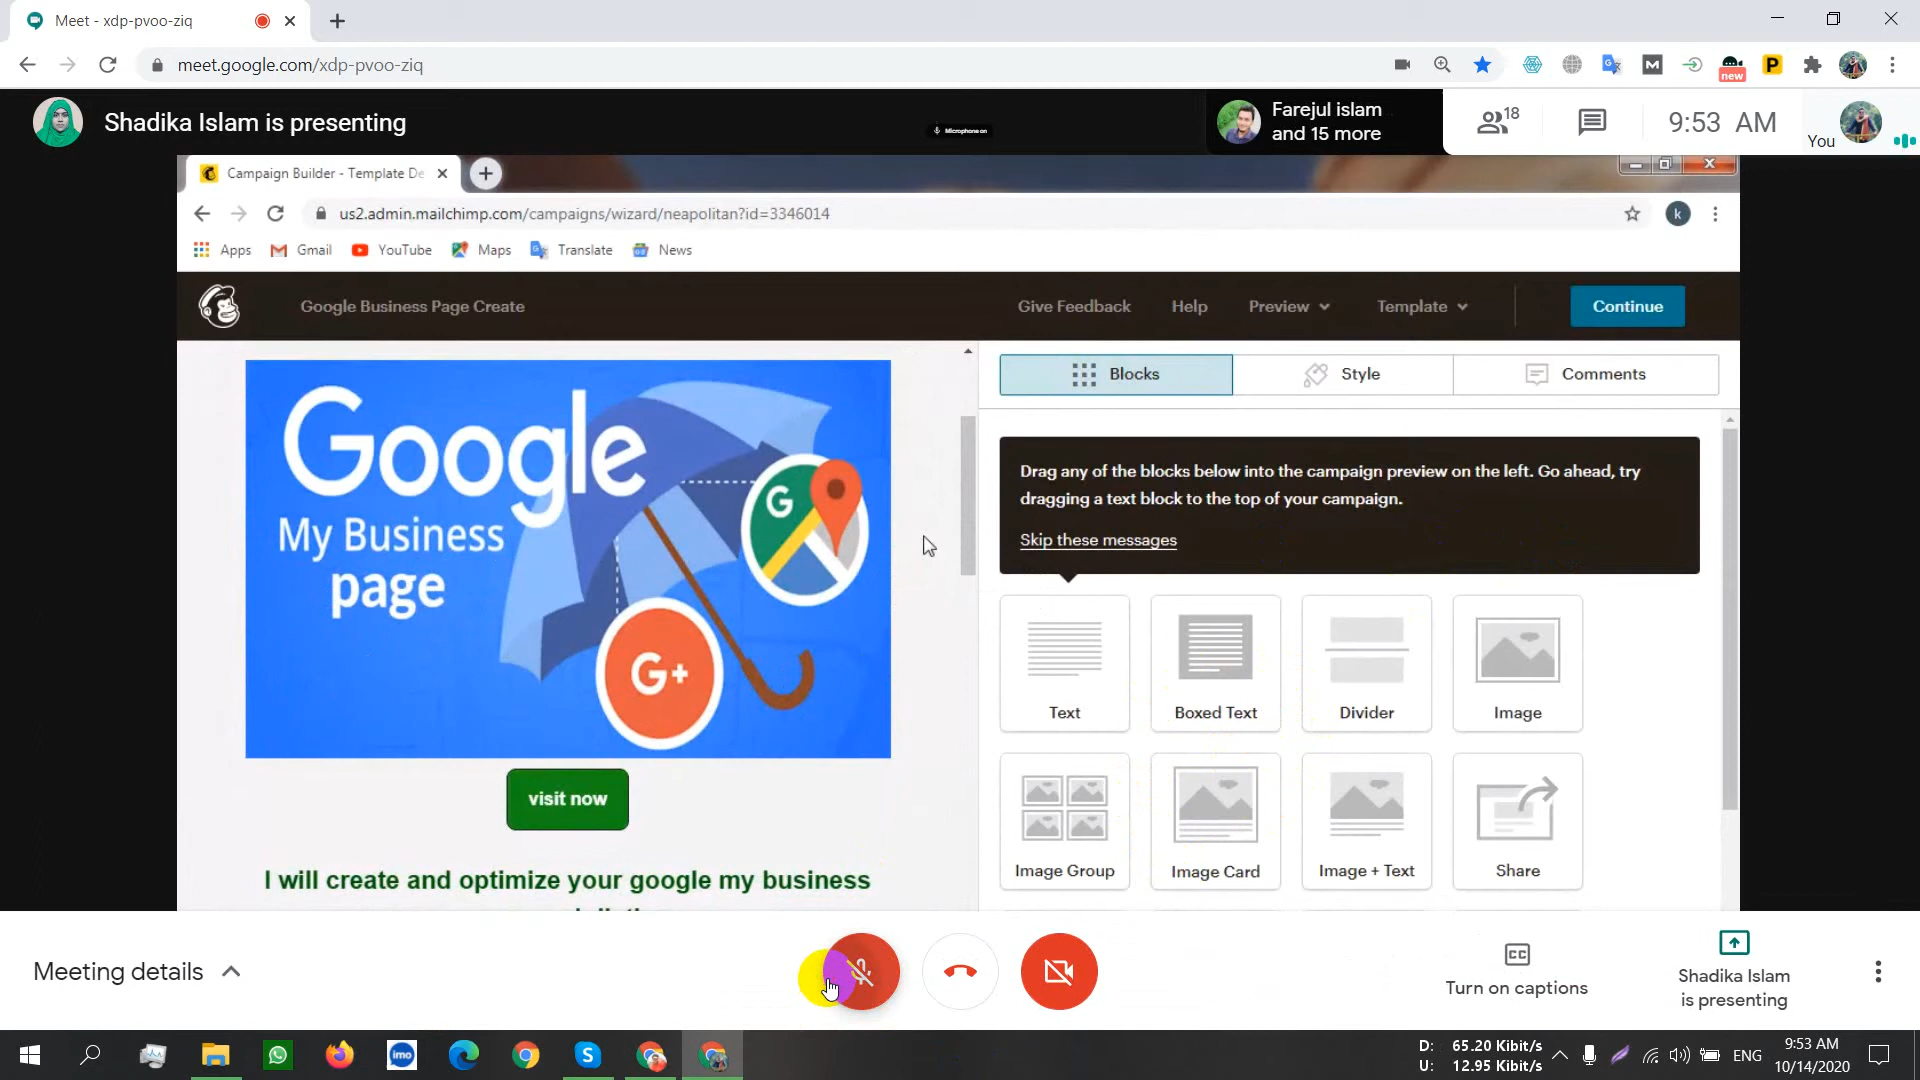 Meet - xdp-pvoo-ziq
meet.google.com/xdp-pvoo-ziq
new
Shadika Islam is presenting
Microphone on
Farejul islam
and 15 more
18
9:53 AM
You
Campaign Builder - Template De
us2.admin.mailchimp.com/campaigns/wizard/neapolitan?id=3346014
k
Apps
Gmail
YouTube
Maps
Translate
News
Google Business Page Create
Give Feedback
Help
Preview
Template
Continue
Google
My Business
page
G
G+
visit now
I will create and optimize your google my business
Blocks
Style
Comments
Drag any of the blocks below into the campaign preview on the left. Go ahead, try
dragging a text block to the top of your campaign.
Skip these messages
Text
Boxed Text
Divider
Image
Image Group
Image Card
Image + Text
Share
Meeting details
CC
Turn on captions
Shadika Islam
is presenting
imo
D: 65.20 Kibit/s
U: 12.95 Kibit/s
ENG
9:53 AM
10/14/2020